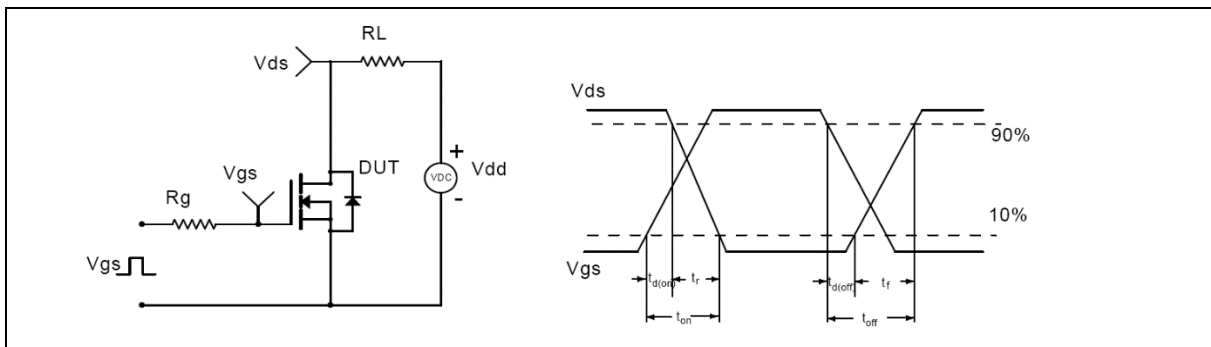 RL
Vds
Vgs
DUT
+
VDC
Vdd
-
Rg
Vgs
Vds
90%
10%
Vgs
td(on)
tr
td(off)
tf
ton
toff